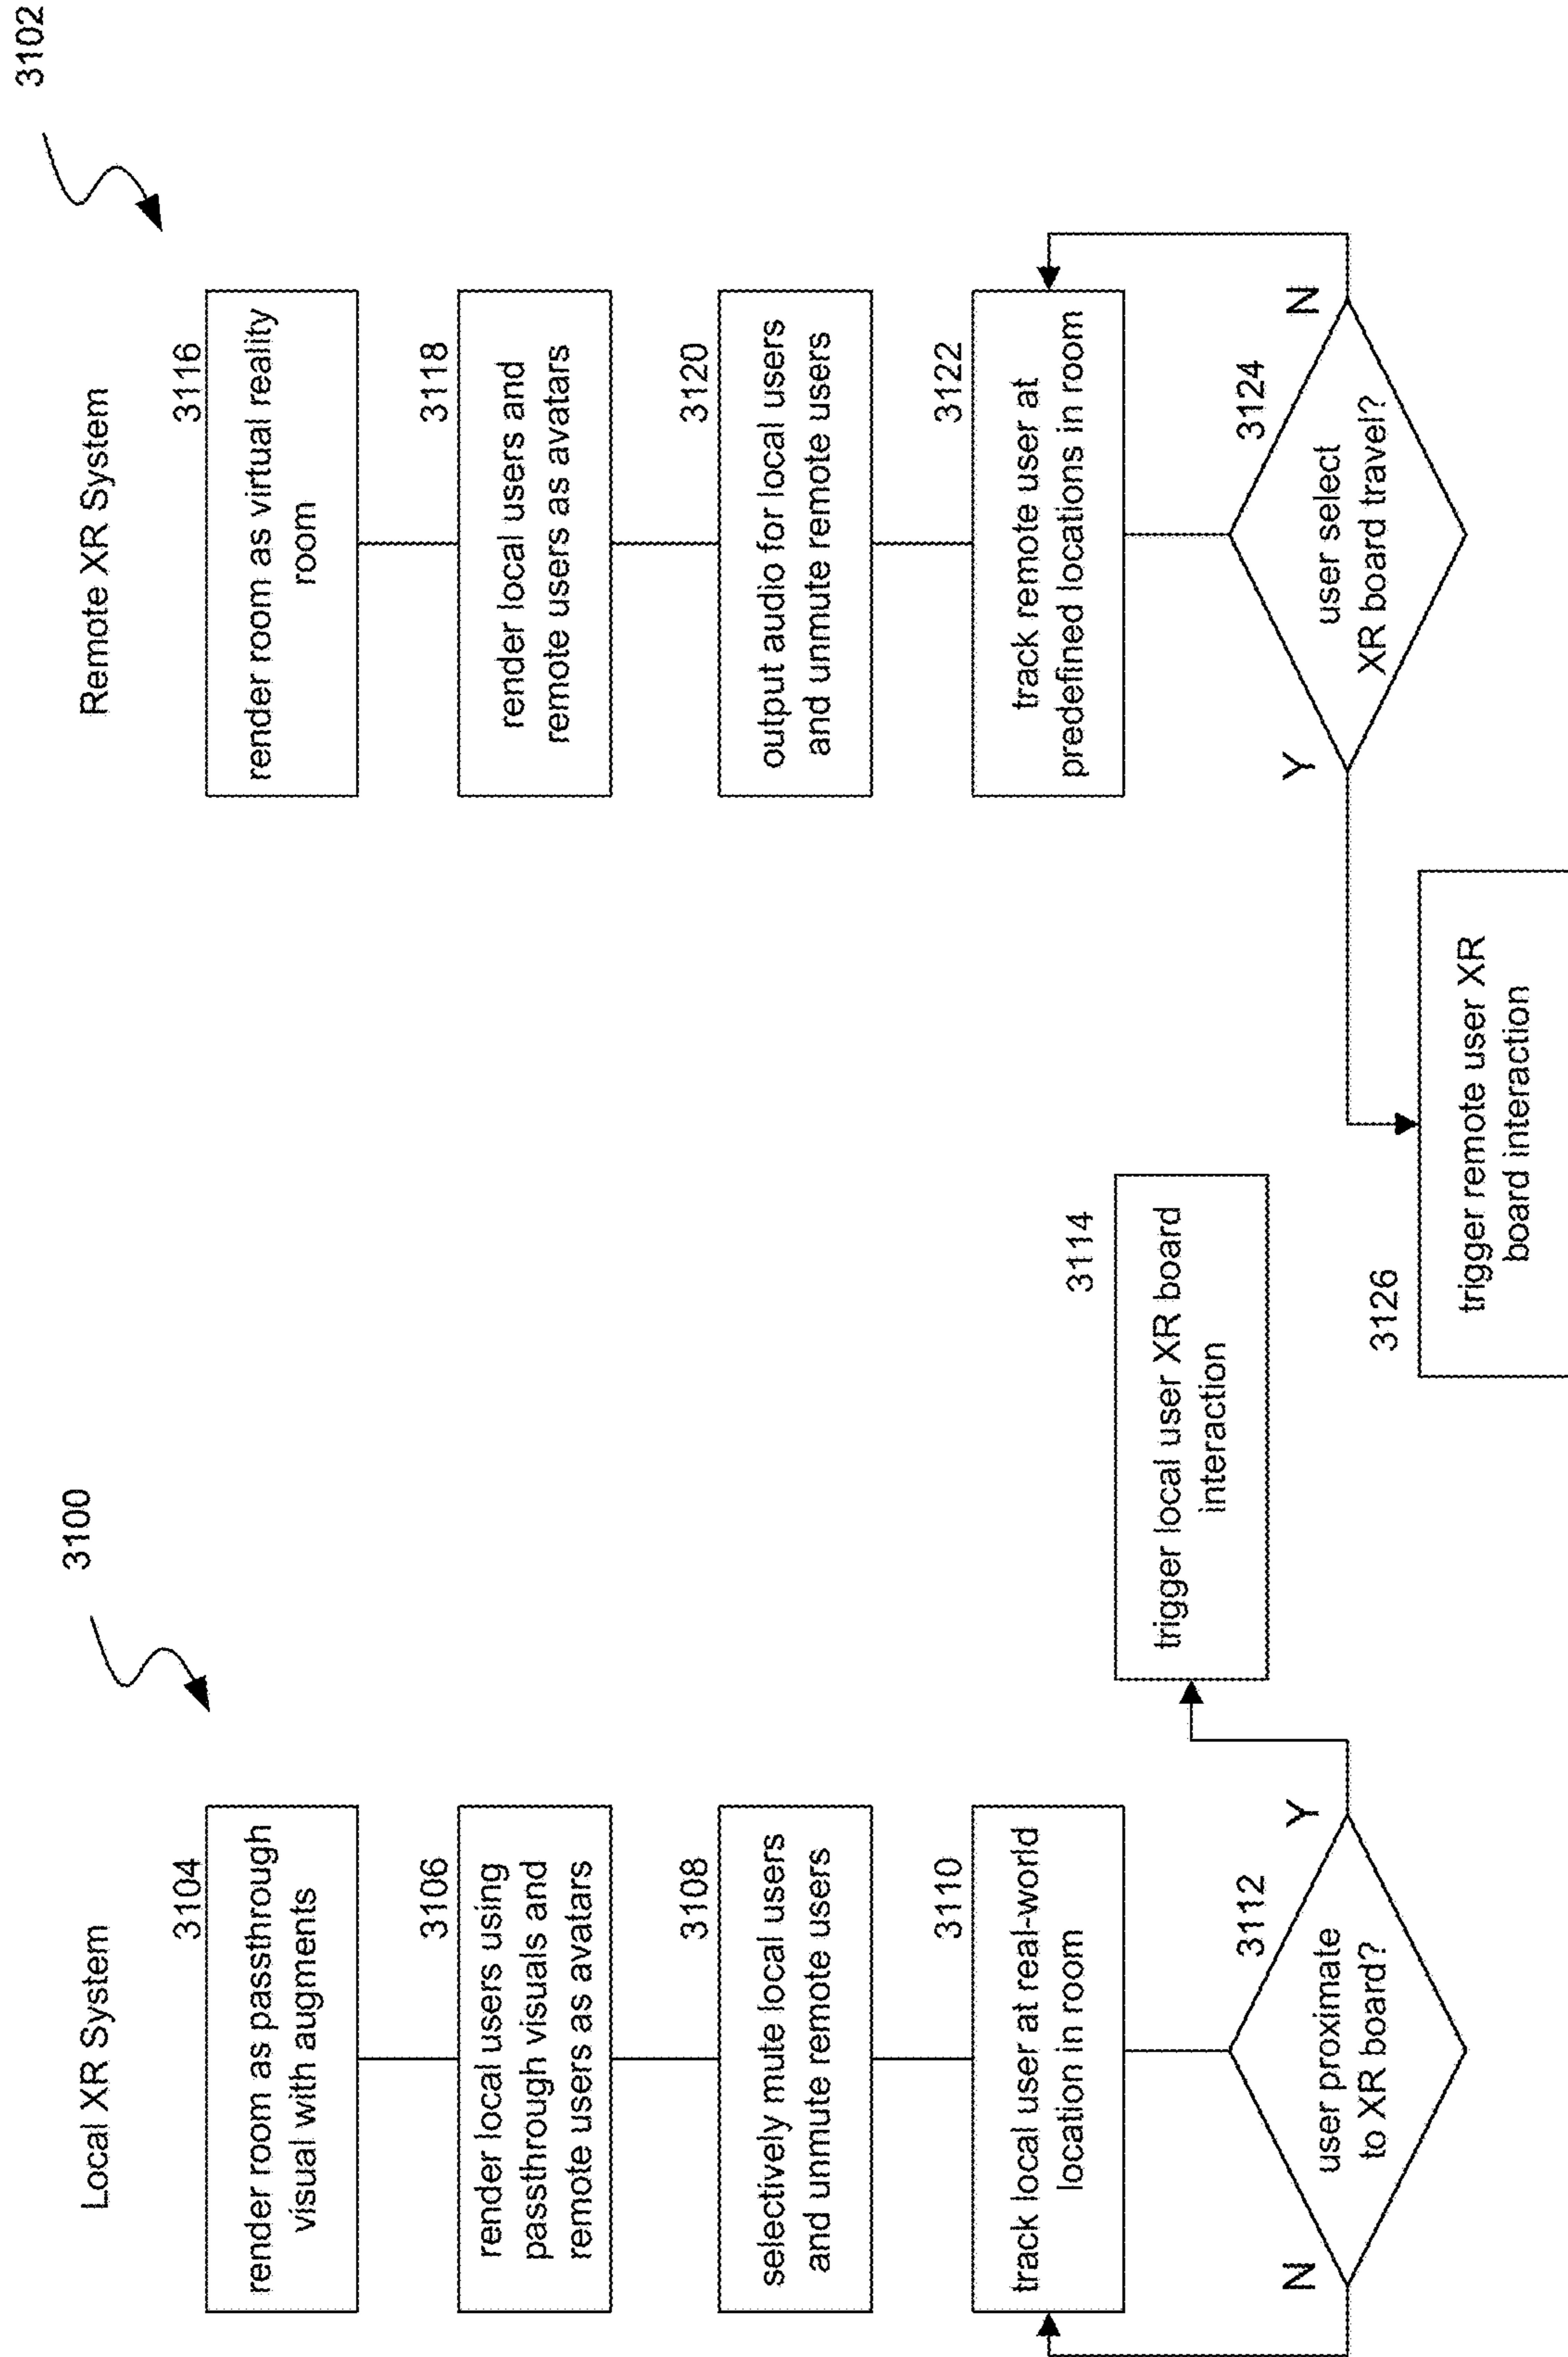 Local XR System
3100
3104
render room as passthrough
visual with augments
3106
render local users using
passthrough visuals and
remote users as avatars
3108
selectively mute local users
and unmute remote users
3110
track local user at real-world
location in room
3112
user proximate
to XR board?
N
Y
3114
trigger local user XR board
interaction
Remote XR System
3102
3116
render room as virtual reality
room
3118
render local users and
remote users as avatars
3120
output audio for local users
and unmute remote users
3122
track remote user at
predefined locations in room
3124
user select
XR board travel?
Y
N
3126
trigger remote user XR
board interaction